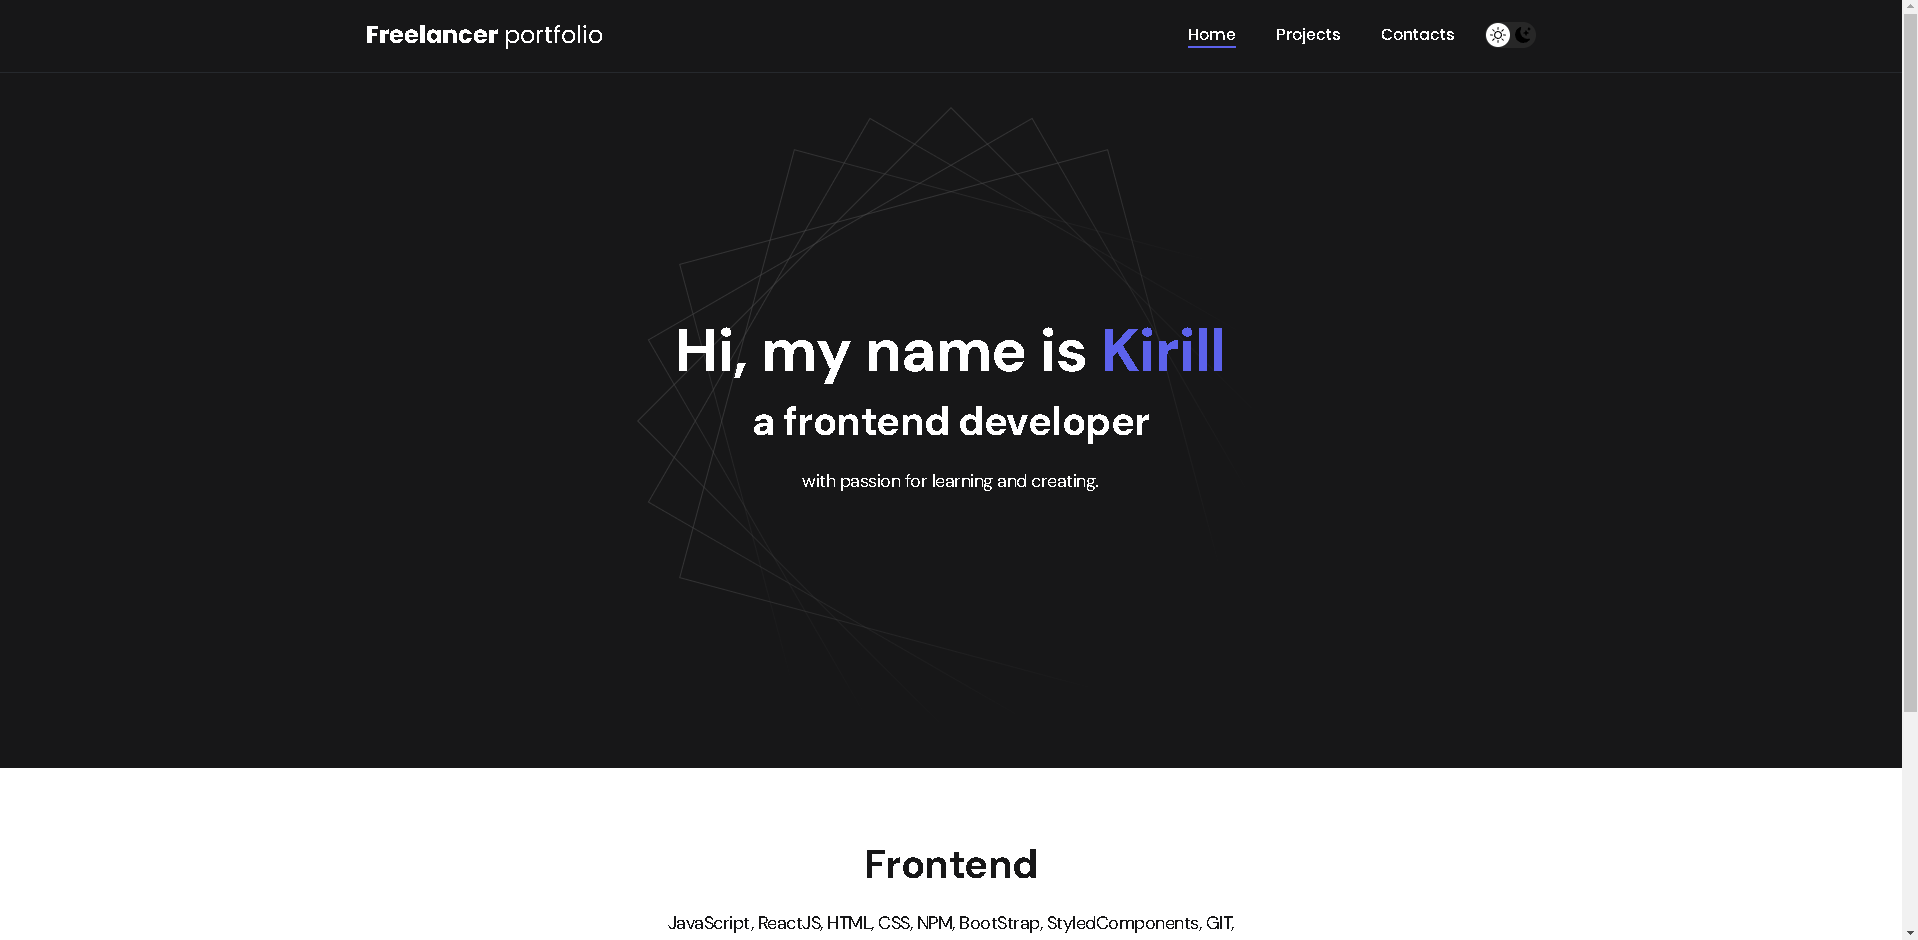 Freelancer portfolio
Home Projects Contacts
Hi, my name is Kirill
a frontend developer
with passion for learning and creating.
Frontend
JavaScript, ReactJS, HTML, CSS, NPM, BootStrap, StyledComponents, GIT,